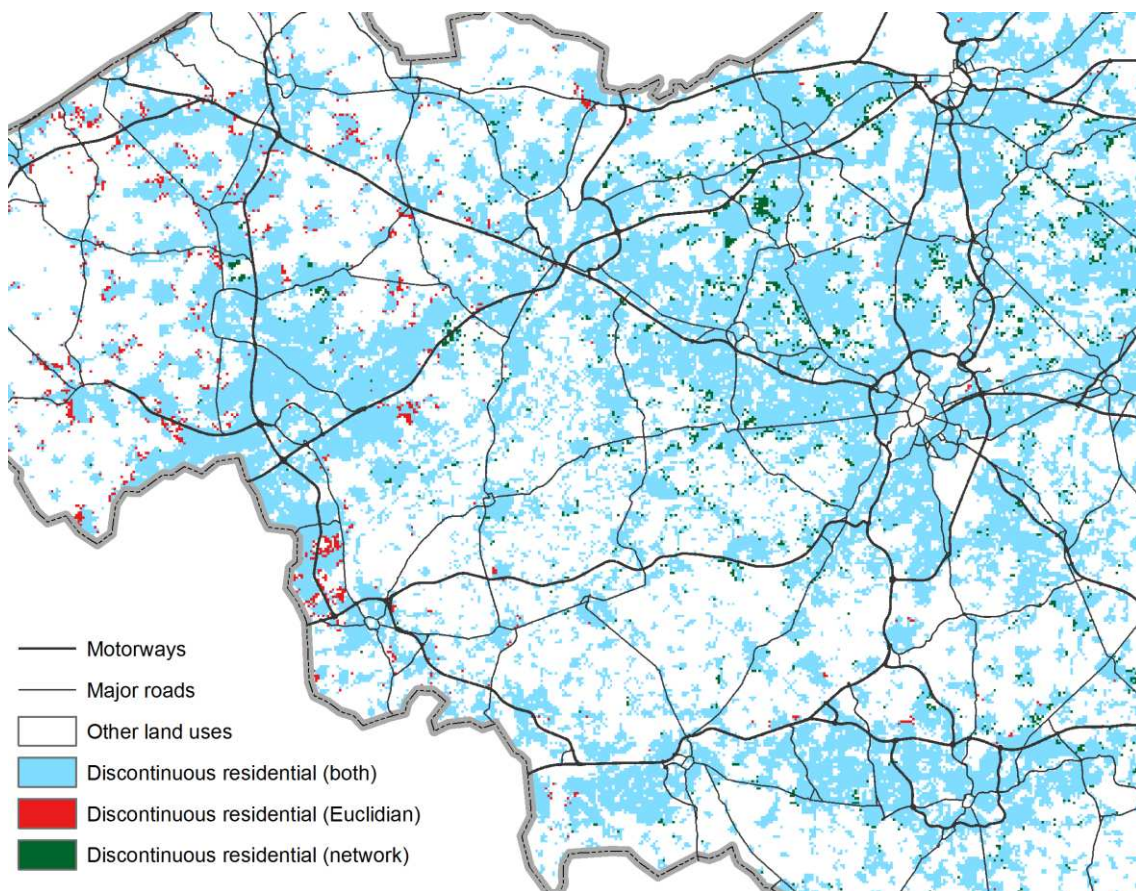 Motorways
Major roads
Other land uses
Discontinuous residential (both)
Discontinuous residential (Euclidian)
Discontinuous residential (network)